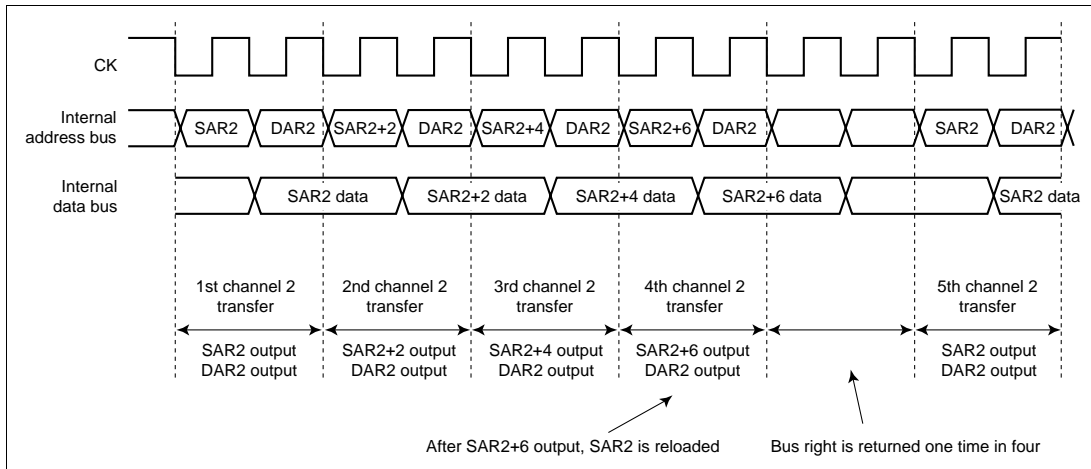 CK
Internal
address bus
SAR2 DAR2 SAR2+2 DAR2 SAR2+4 DAR2 SAR2+6 DAR2 SAR2 DAR2
Internal
data bus
SAR2 data SAR2+2 data SAR2+4 data SAR2+6 data SAR2 data
1st channel 2
transfer
2nd channel 2
transfer
3rd channel 2
transfer
4th channel 2
transfer
5th channel 2
transfer
SAR2 output
DAR2 output
SAR2+2 output
DAR2 output
SAR2+4 output
DAR2 output
SAR2+6 output
DAR2 output
SAR2 output
DAR2 output
After SAR2+6 output, SAR2 is reloaded
Bus right is returned one time in four